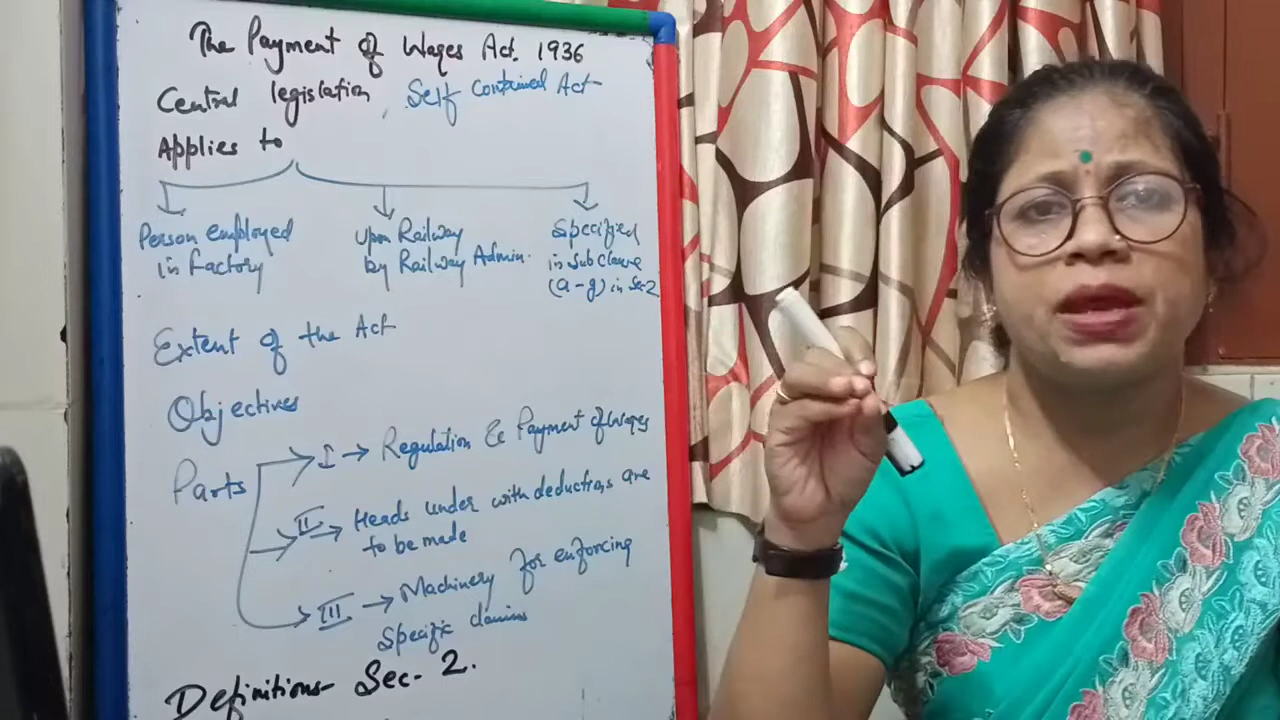 The Payment of Wages Act. 1936
Central legislation, Self Contained Act
Applies to
Person employed
in factory
Upon Railway
by Railway Admin.
Specified
in sub clause
(a-g) in Sec 2
Extent of the Act
Objectives
Parts
I → Regulation & Payment of Wages
II → Heads under with deductions are
to be made
III → Machinery for enforcing
specific claims
Definitions- Sec. 2.